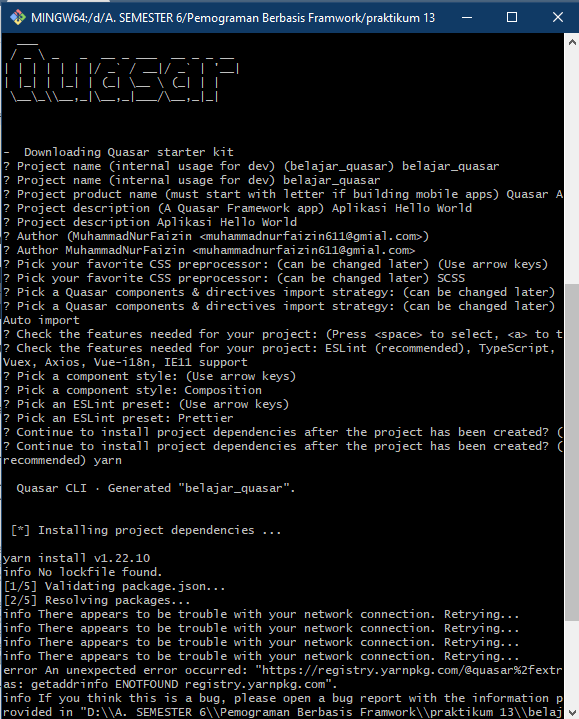 MINGW64:/d/A. SEMESTER 6/Pemograman Berbasis Framwork/praktikum 13
Quasar
-  Downloading Quasar starter kit
? Project name (internal usage for dev) (belajar_quasar) belajar_quasar
? Project name (internal usage for dev) belajar_quasar
? Project product name (must start with letter if building mobile apps) Quasar A
? Project description (A Quasar Framework app) Aplikasi Hello World
? Project description Aplikasi Hello World
? Author (MuhammadNurFaizin <muhammadnurfaizin611@gmial.com>)
? Author MuhammadNurFaizin <muhammadnurfaizin611@gmial.com>
? Pick your favorite CSS preprocessor: (can be changed later) (Use arrow keys)
? Pick your favorite CSS preprocessor: (can be changed later) SCSS
? Pick a Quasar components & directives import strategy: (can be changed later)
? Pick a Quasar components & directives import strategy: (can be changed later)
Auto import
? Check the features needed for your project: (Press <space> to select, <a> to t
? Check the features needed for your project: ESLint (recommended), TypeScript,
Vuex, Axios, Vue-i18n, IE11 support
? Pick a component style: (Use arrow keys)
? Pick a component style: Composition
? Pick an ESLint preset: (Use arrow keys)
? Pick an ESLint preset: Prettier
? Continue to install project dependencies after the project has been created? (
? Continue to install project dependencies after the project has been created? (
recommended) yarn
Quasar CLI · Generated "belajar_quasar".
[*] Installing project dependencies ...
yarn install v1.22.10
info No lockfile found.
[1/5] Validating package.json...
[2/5] Resolving packages...
info There appears to be trouble with your network connection. Retrying...
info There appears to be trouble with your network connection. Retrying...
info There appears to be trouble with your network connection. Retrying...
info There appears to be trouble with your network connection. Retrying...
error An unexpected error occurred: "https://registry.yarnpkg.com/@quasar%2fextr
as: getaddrinfo ENOTFOUND registry.yarnpkg.com".
info If you think this is a bug, please open a bug report with the information p
rovided in "D:\\A. SEMESTER 6\\Pemograman Berbasis Framwork\\praktikum 13\\belaj